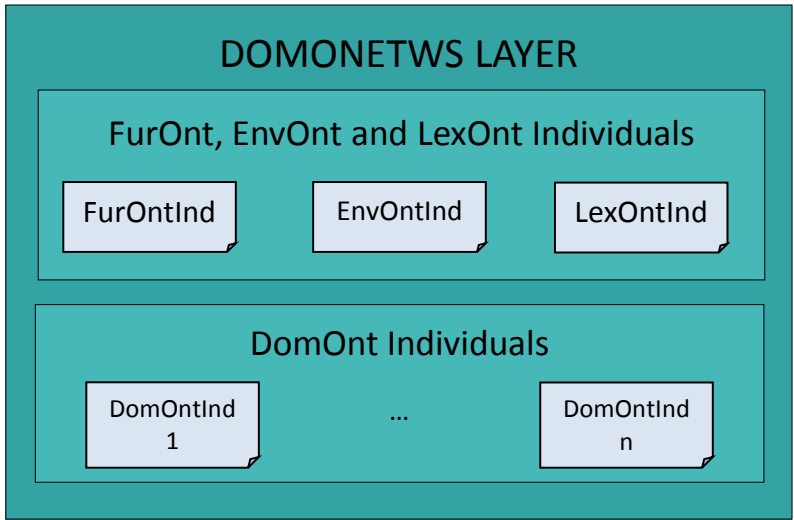 DOMONETWS LAYER
FurOnt, EnvOnt and LexOnt Individuals
FurOntInd
EnvOntInd
LexOntInd
DomOnt Individuals
DomOntInd
1
...
DomOntInd
n